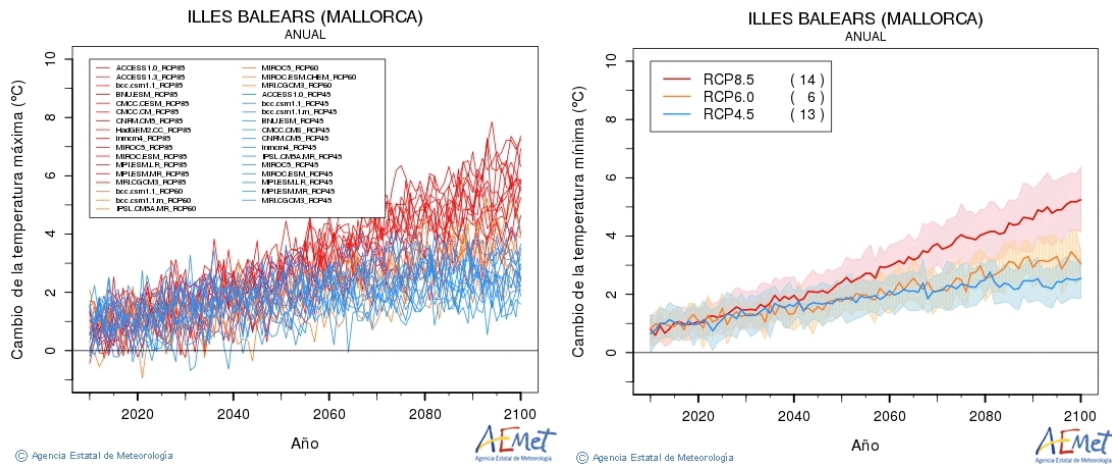 ILLES BALEARS (MALLORCA)
ANUAL
Cambio de la temperatura máxima (ºC)
10
8
6
4
2
0
ACCESS1.0_RCP85
ACCESS1.3_RCP85
bcc.csm1.1_RCP85
BNU.ESM_RCP85
CMCC.CESM_RCP85
CMCC.CM_RCP85
CNRM.CM5_RCP85
HadGEM2.CC_RCP85
inmcm4_RCP85
MIROC5_RCP85
MIROC.ESM_RCP85
MPI.ESM.LR_RCP85
MPI.ESM.MR_RCP85
MRI.CGCM3_RCP85
bcc.csm1.1_RCP60
bcc.csm1.1.m_RCP60
IPSL.CM5A.MR_RCP60
MIROC5_RCP60
MIROC.ESM.CHEM_RCP60
MRI.CGCM3_RCP60
ACCESS1.0_RCP45
bcc.csm1.1_RCP45
bcc.csm1.1.m_RCP45
BNU.ESM_RCP45
CMCC.CMS_RCP45
CNRM.CM5_RCP45
inmcm4_RCP45
IPSL.CM5A.MR_RCP45
MIROC5_RCP45
MIROC.ESM_RCP45
MPI.ESM.LR_RCP45
MPI.ESM.MR_RCP45
MRI.CGCM3_RCP45
2020 2040 2060 2080 2100
Año
© Agencia Estatal de Meteorología
AEMet
Agencia Estatal de Meteorología
ILLES BALEARS (MALLORCA)
ANUAL
Cambio de la temperatura mínima (ºC)
10
8
6
4
2
0
RCP8.5 ( 14 )
RCP6.0 ( 6 )
RCP4.5 ( 13 )
2020 2040 2060 2080 2100
Año
© Agencia Estatal de Meteorología
AEMet
Agencia Estatal de Meteorología